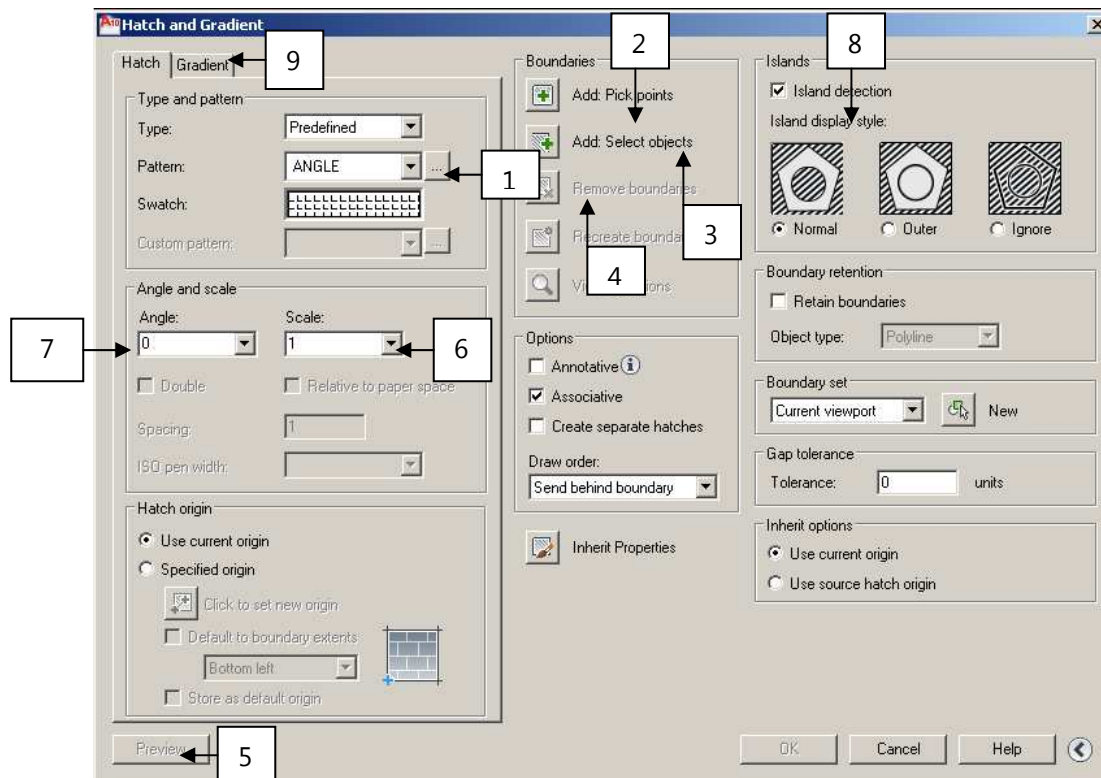 A10 Hatch and Gradient
Hatch
Gradient
9
Type and pattern
Type:
Predefined
Pattern:
ANGLE
...
1
Swatch:
Custom pattern:
...
Angle and scale
Angle:
Scale:
7
0
1
6
Double
Relative to paper space
Spacing:
1
ISO pen width:
Hatch origin
Use current origin
Specified origin
Click to set new origin
Default to boundary extents
Bottom left
Store as default origin
Preview
5
2
Boundaries
Add: Pick points
Add: Select objects
Remove boundaries
3
Recreate
4
Options
Annotative
Associative
Create separate hatches
Draw order:
Send behind boundary
Inherit Properties
8
Islands
Island detection
Island display style:
Normal
Outer
Ignore
Boundary retention
Retain boundaries
Object type:
Polyline
Boundary set
Current viewport
New
Gap tolerance
Tolerance:
0
units
Inherit options
Use current origin
Use source hatch origin
OK
Cancel
Help